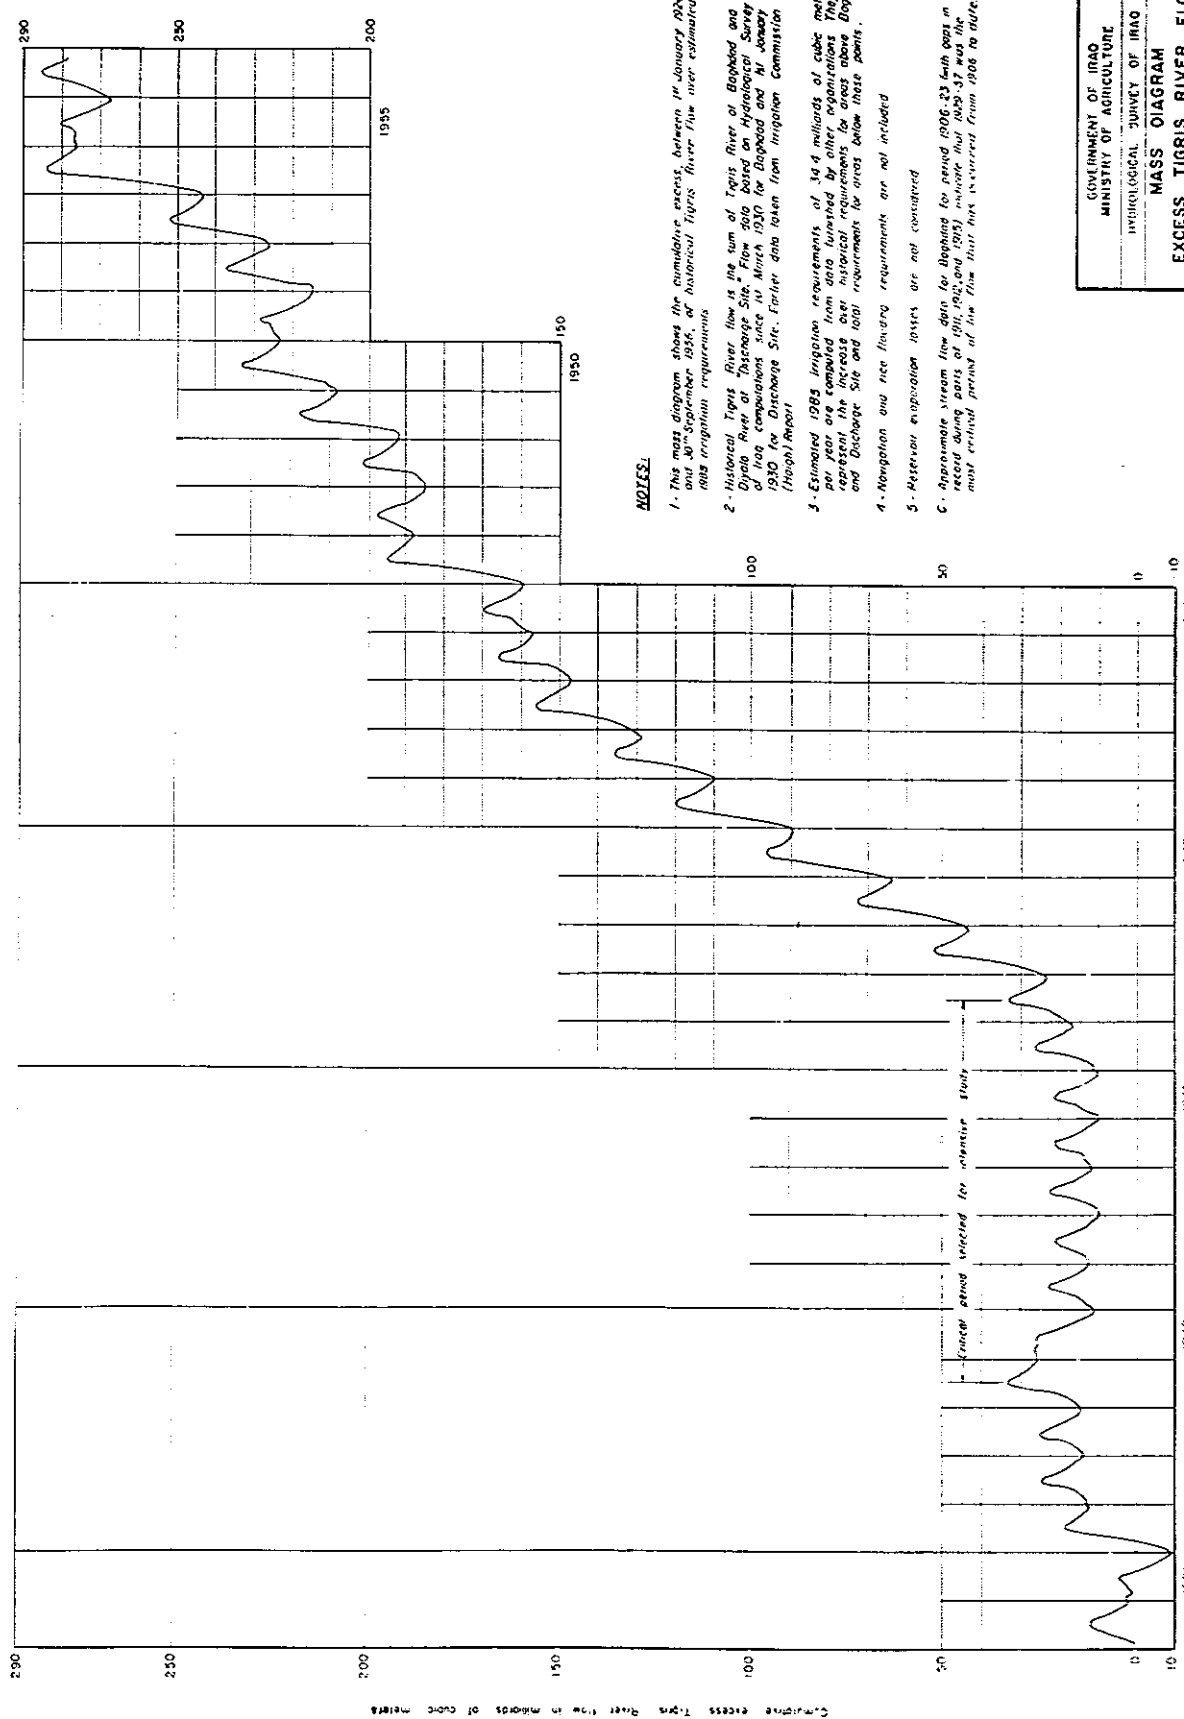 290
250
200
150
100
50
0
10
Cumulative excess Tigris River flow in milliards of cubic meters
Critical period selected for intensive study
100
50
0
10
150
1950
290
250
200
1955
NOTES:
1 - This mass diagram shows the cumulative excess, between 1st January
and 30th September 1956, of historical Tigris River flow over estimated
1985 irrigation requirements
2 - Historical Tigris River flow is the sum of Tigris River at Baghdad and
Diyala River at "Discharge Site." Flow data based on Hydrological Survey
of Iraq computations since 1st March 1930 for Baghdad and 1st January
1930 for Discharge Site. Earlier data taken from Irrigation Commission
(Haigh) Report
3 - Estimated 1985 irrigation requirements of 34.4 milliards of cubic
per year are computed from data furnished by other organizations
represent the increase over historical requirements for areas above
and Discharge Site and total requirements for areas below these points.
4 - Navigation and rice flooding requirements are not included
5 - Reservoir evaporation losses are not considered
6 - Approximate stream flow data for Baghdad for period 1906-23 (with gaps in
record during parts of 1911, 1912, and 1915) indicate that 1929-37 was the
most critical period of low flow that has occurred from 1906 to date.
GOVERNMENT OF IRAQ
MINISTRY OF AGRICULTURE
HYDROLOGICAL SURVEY OF IRAQ
MASS DIAGRAM
EXCESS TIGRIS RIVER